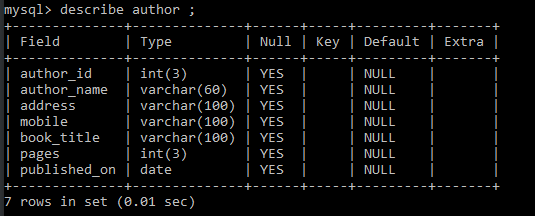 mysql> describe author ;
+--------------+--------------+------+-----+---------+-------+
| Field        | Type         | Null | Key | Default | Extra |
+--------------+--------------+------+-----+---------+-------+
| author_id    | int(3)       | YES  |     | NULL    |       |
| author_name  | varchar(60)  | YES  |     | NULL    |       |
| address      | varchar(100) | YES  |     | NULL    |       |
| mobile       | varchar(100) | YES  |     | NULL    |       |
| book_title   | varchar(100) | YES  |     | NULL    |       |
| pages        | int(3)       | YES  |     | NULL    |       |
| published_on | date         | YES  |     | NULL    |       |
+--------------+--------------+------+-----+---------+-------+
7 rows in set (0.01 sec)